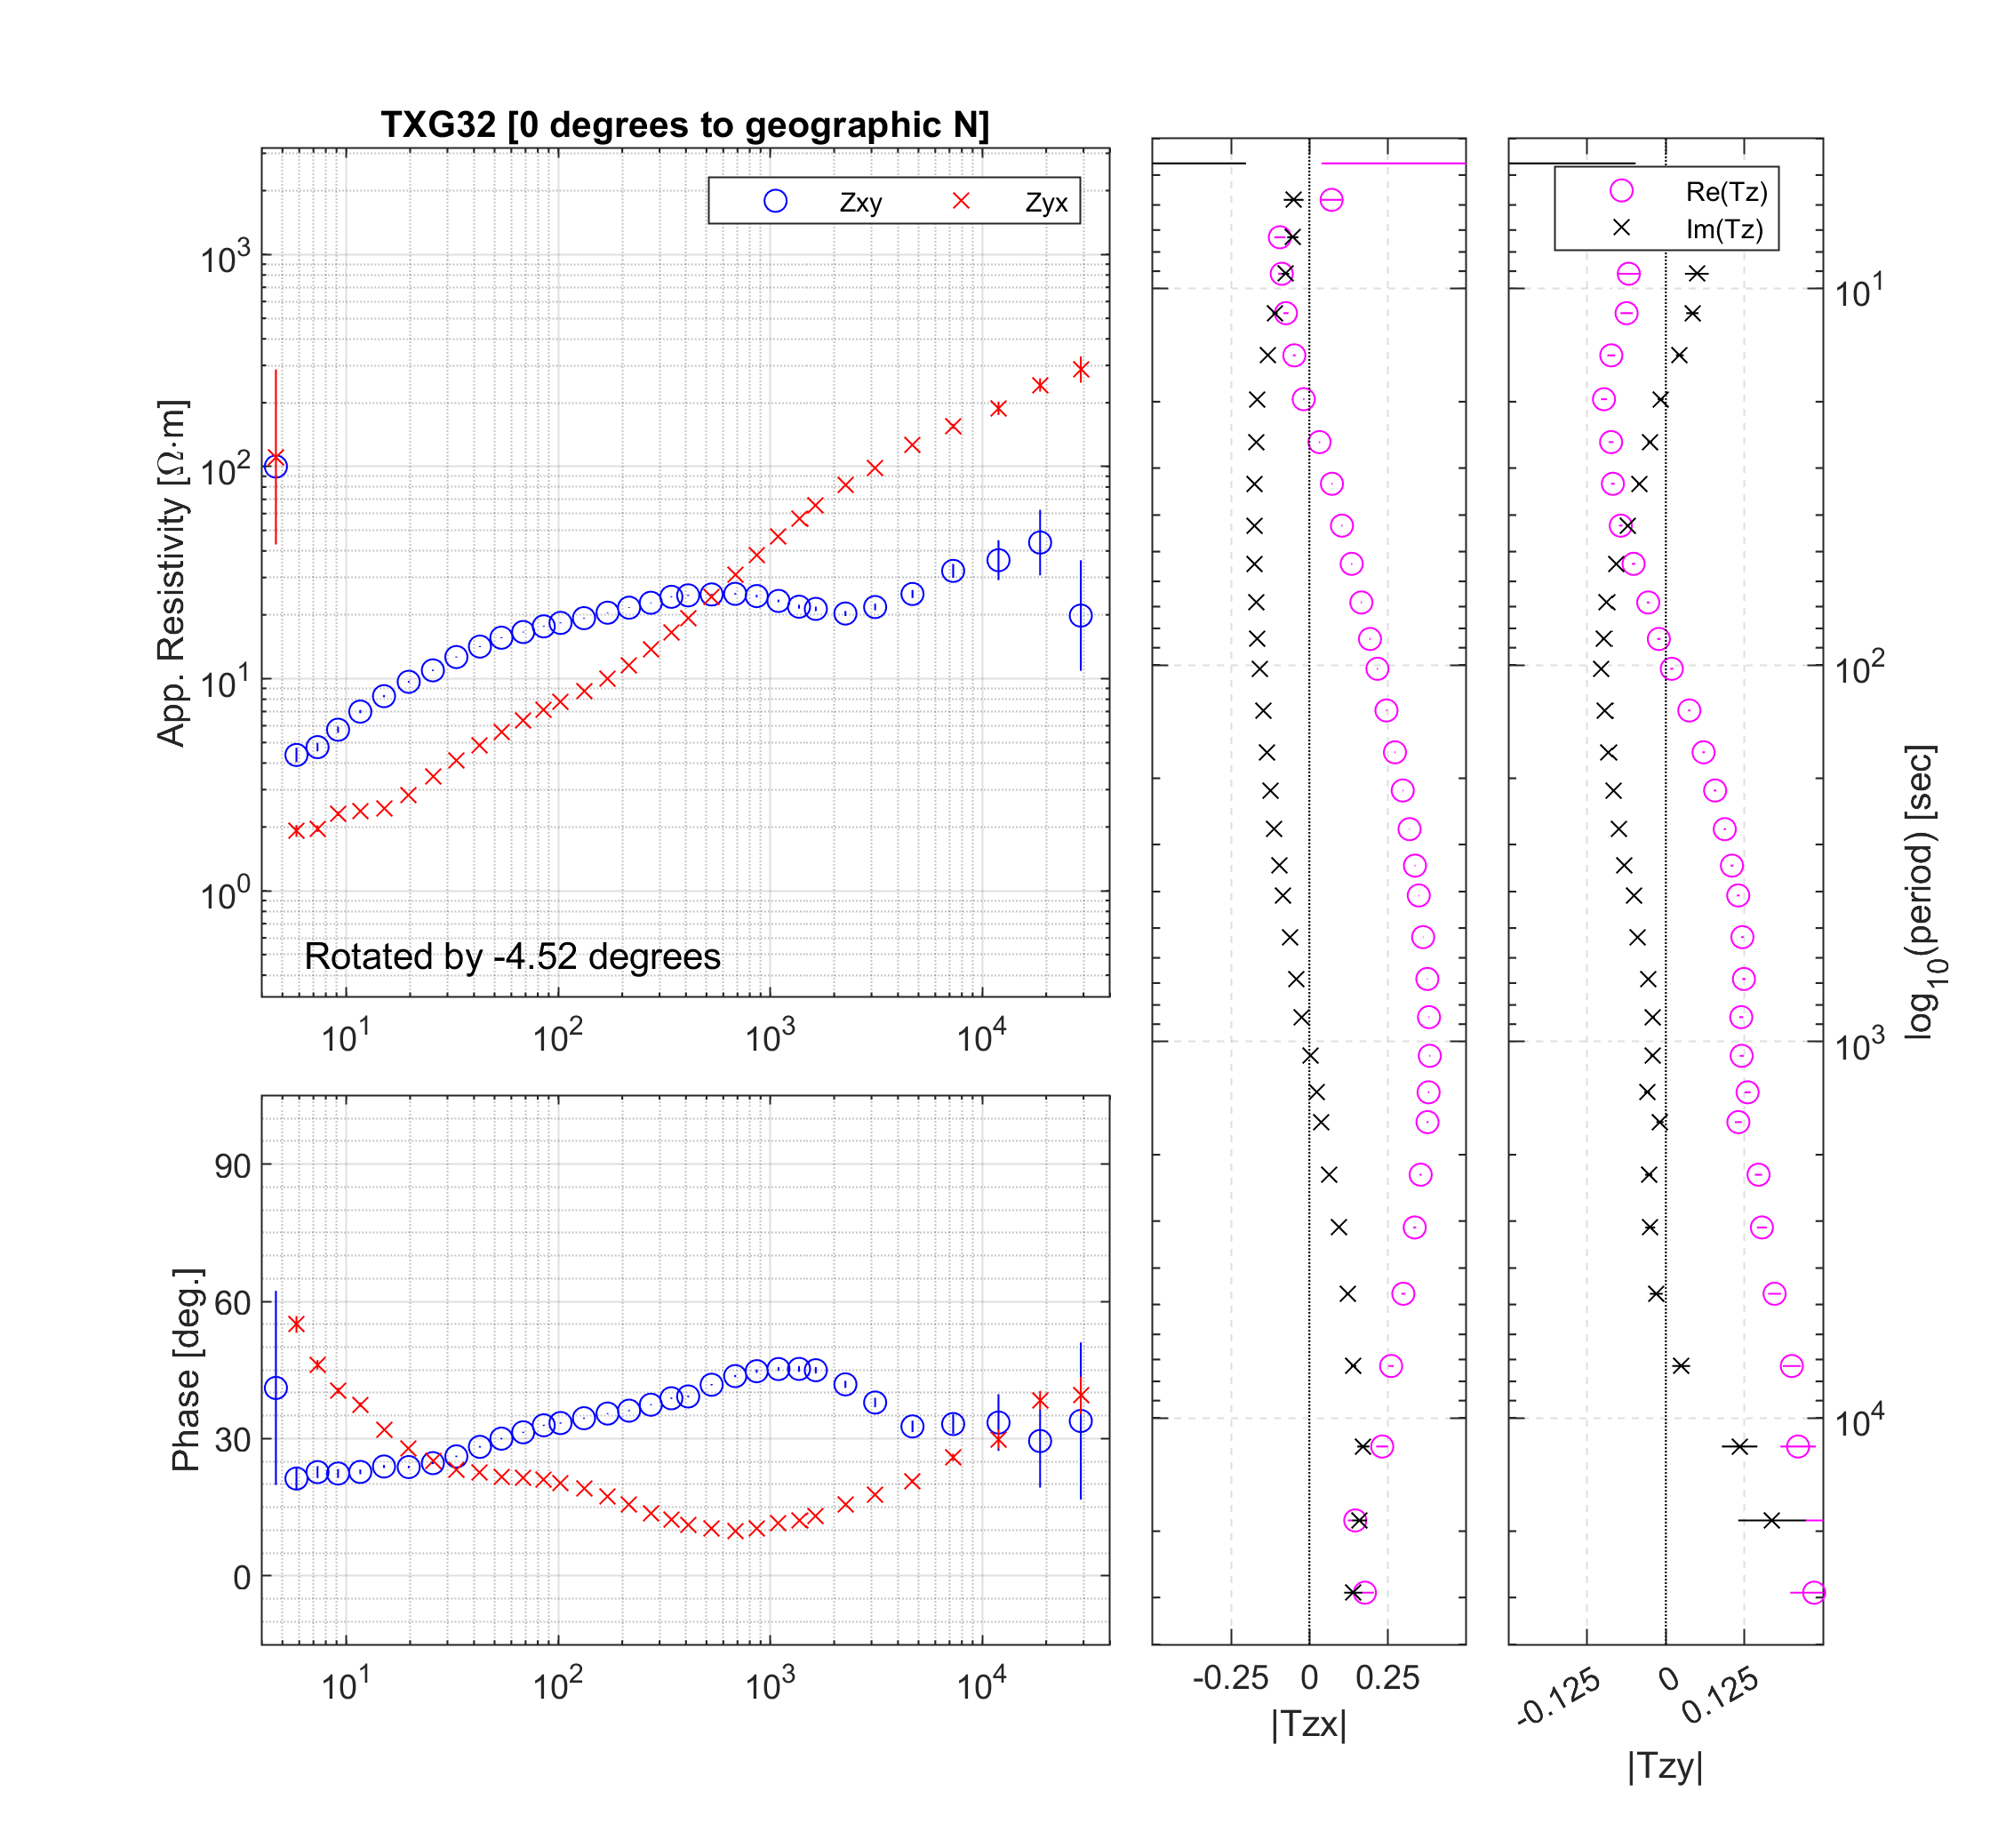 TXG32 [0 degrees to geographic N]
Zxy Zyx
App. Resistivity [Ω·m]
10^3
10^2
10^1
10^0
Rotated by -4.52 degrees
10^1 10^2 10^3 10^4
Phase [deg.]
90
60
30
0
10^1 10^2 10^3 10^4
-0.25 0 0.25
|Tzx|
Re(Tz)
Im(Tz)
10^1
10^2
10^3
10^4
log_10(period) [sec]
-0.125 0 0.125
|Tzy|